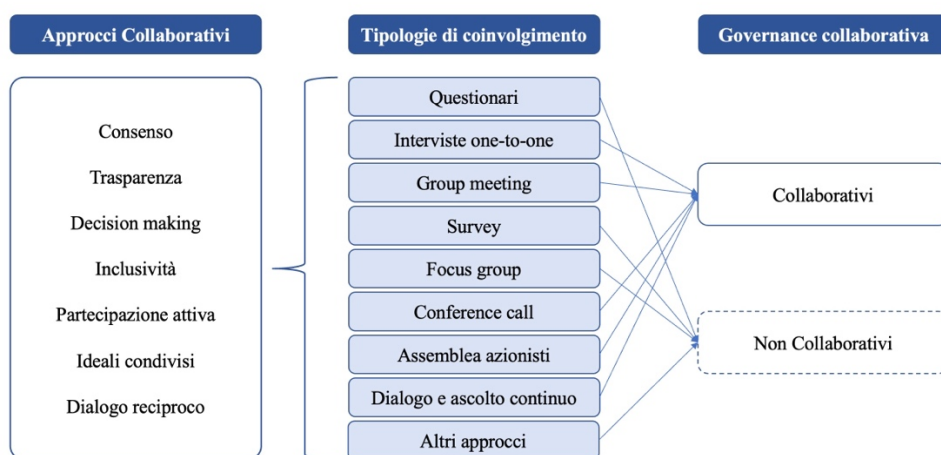 Approcci Collaborativi
Tipologie di coinvolgimento
Governance collaborativa
Consenso
Trasparenza
Decision making
Inclusività
Partecipazione attiva
Ideali condivisi
Dialogo reciproco
Questionari
Interviste one-to-one
Group meeting
Survey
Focus group
Conference call
Assemblea azionisti
Dialogo e ascolto continuo
Altri approcci
Collaborativi
Non Collaborativi